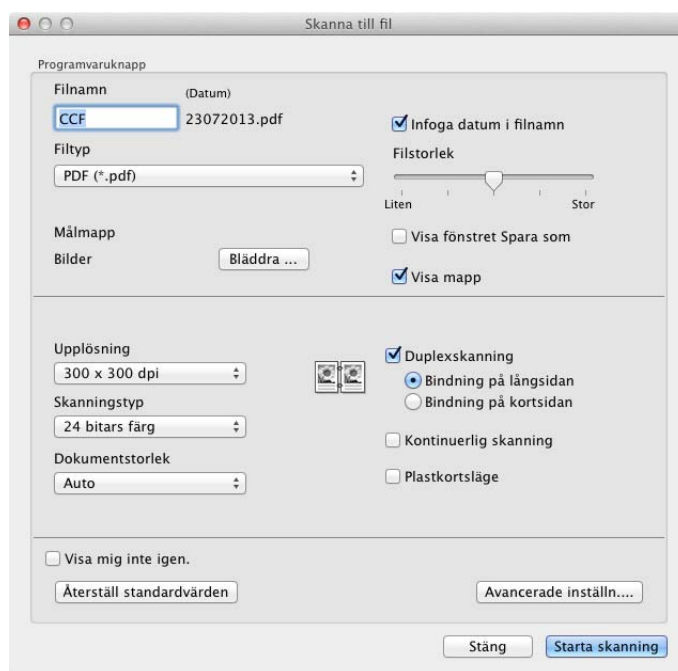 Skanna till fil
Programvaruknapp
Filnamn
(Datum)
CCF
23072013.pdf
Infoga datum i filnamn
Filtyp
Filstorlek
PDF (*.pdf)
Liten
Stor
Målmapp
Visa fönstret Spara som
Bilder
Bläddra ...
Visa mapp
Upplösning
Duplexskanning
300 x 300 dpi
Bindning på långsidan
Skanningstyp
Bindning på kortsidan
24 bitars färg
Kontinuerlig skanning
Dokumentstorlek
Plastkortsläge
Auto
Visa mig inte igen.
Återställ standardvärden
Avancerade inställn....
Stäng
Starta skanning